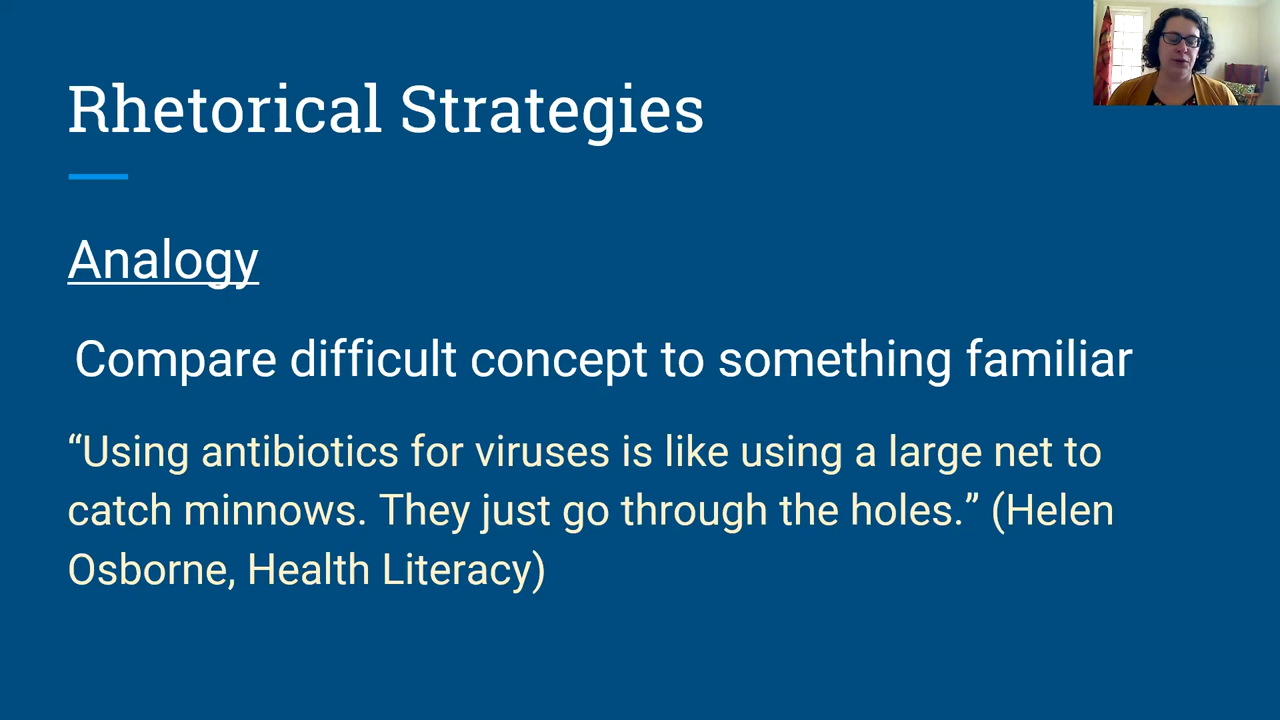 Rhetorical Strategies
Analogy
Compare difficult concept to something familiar
“Using antibiotics for viruses is like using a large net to
catch minnows. They just go through the holes.” (Helen
Osborne, Health Literacy)